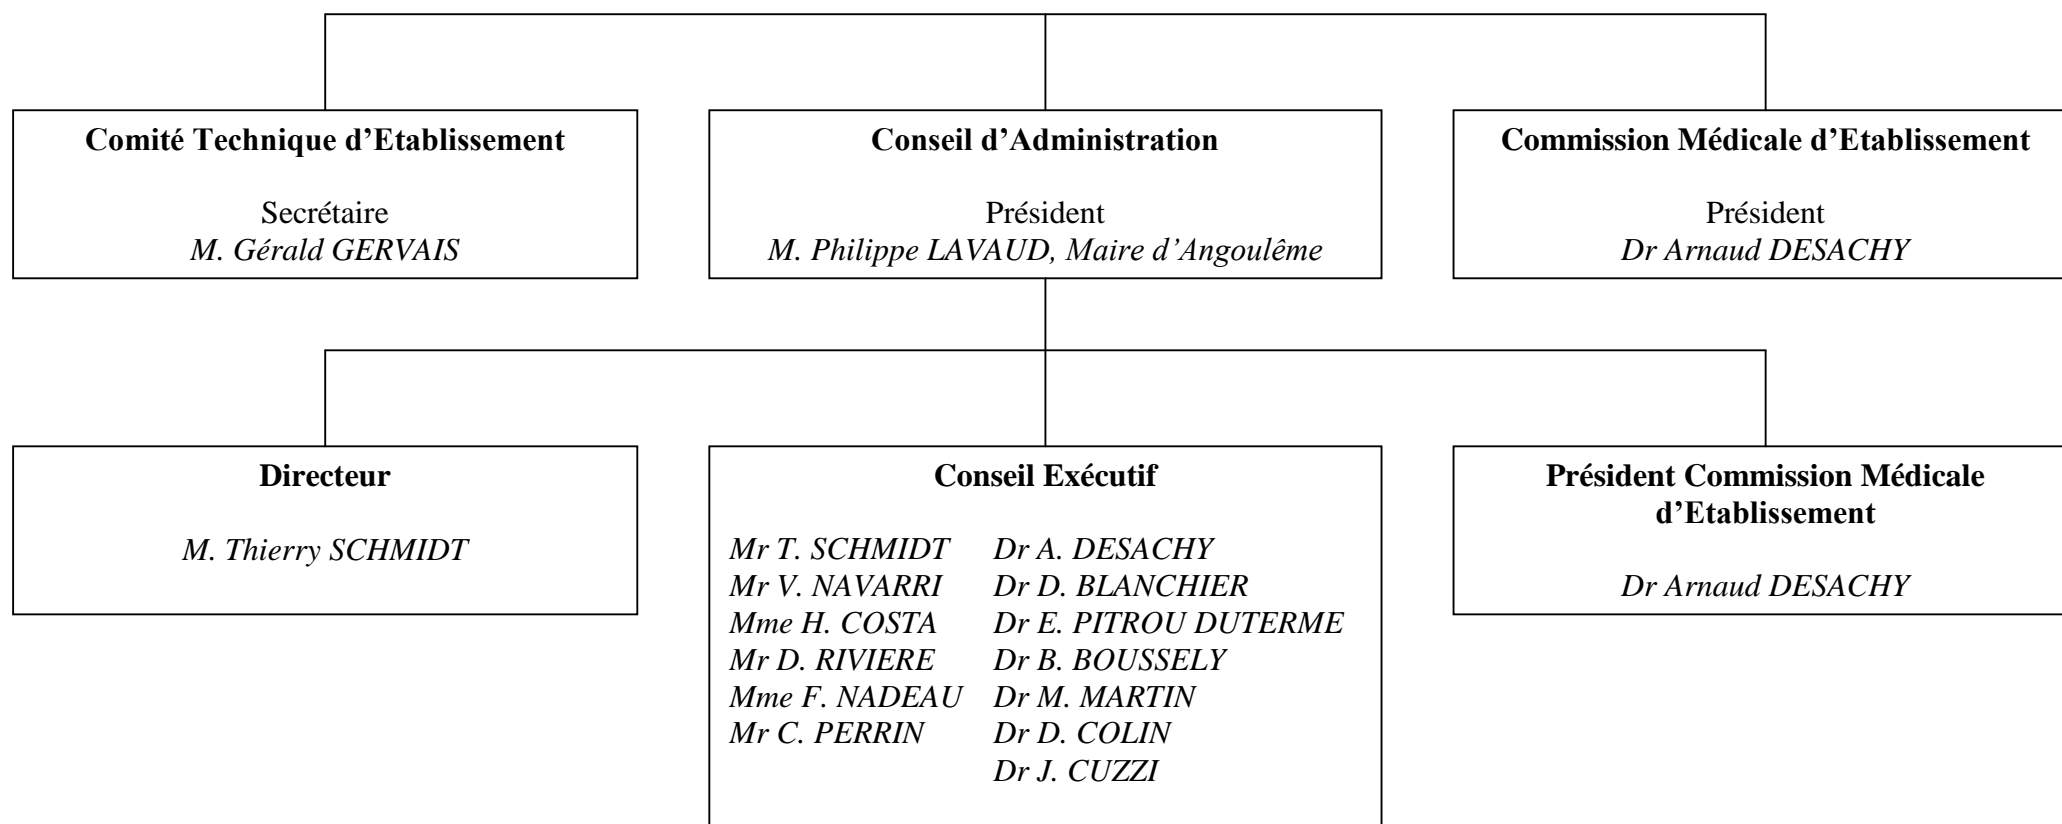 Comité Technique d’Etablissement
Secrétaire
M. Gérald GERVAIS
Conseil d’Administration
Président
M. Philippe LAVAUD, Maire d’Angoulême
Commission Médicale d’Etablissement
Président
Dr Arnaud DESACHY
Directeur
M. Thierry SCHMIDT
Conseil Exécutif
Mr T. SCHMIDT Dr A. DESACHY
Mr V. NAVARRI Dr D. BLANCHIER
Mme H. COSTA Dr E. PITROU DUTERME
Mr D. RIVIERE Dr B. BOUSSELY
Mme F. NADEAU Dr M. MARTIN
Mr C. PERRIN Dr D. COLIN
Dr J. CUZZI
Président Commission Médicale
d’Etablissement
Dr Arnaud DESACHY